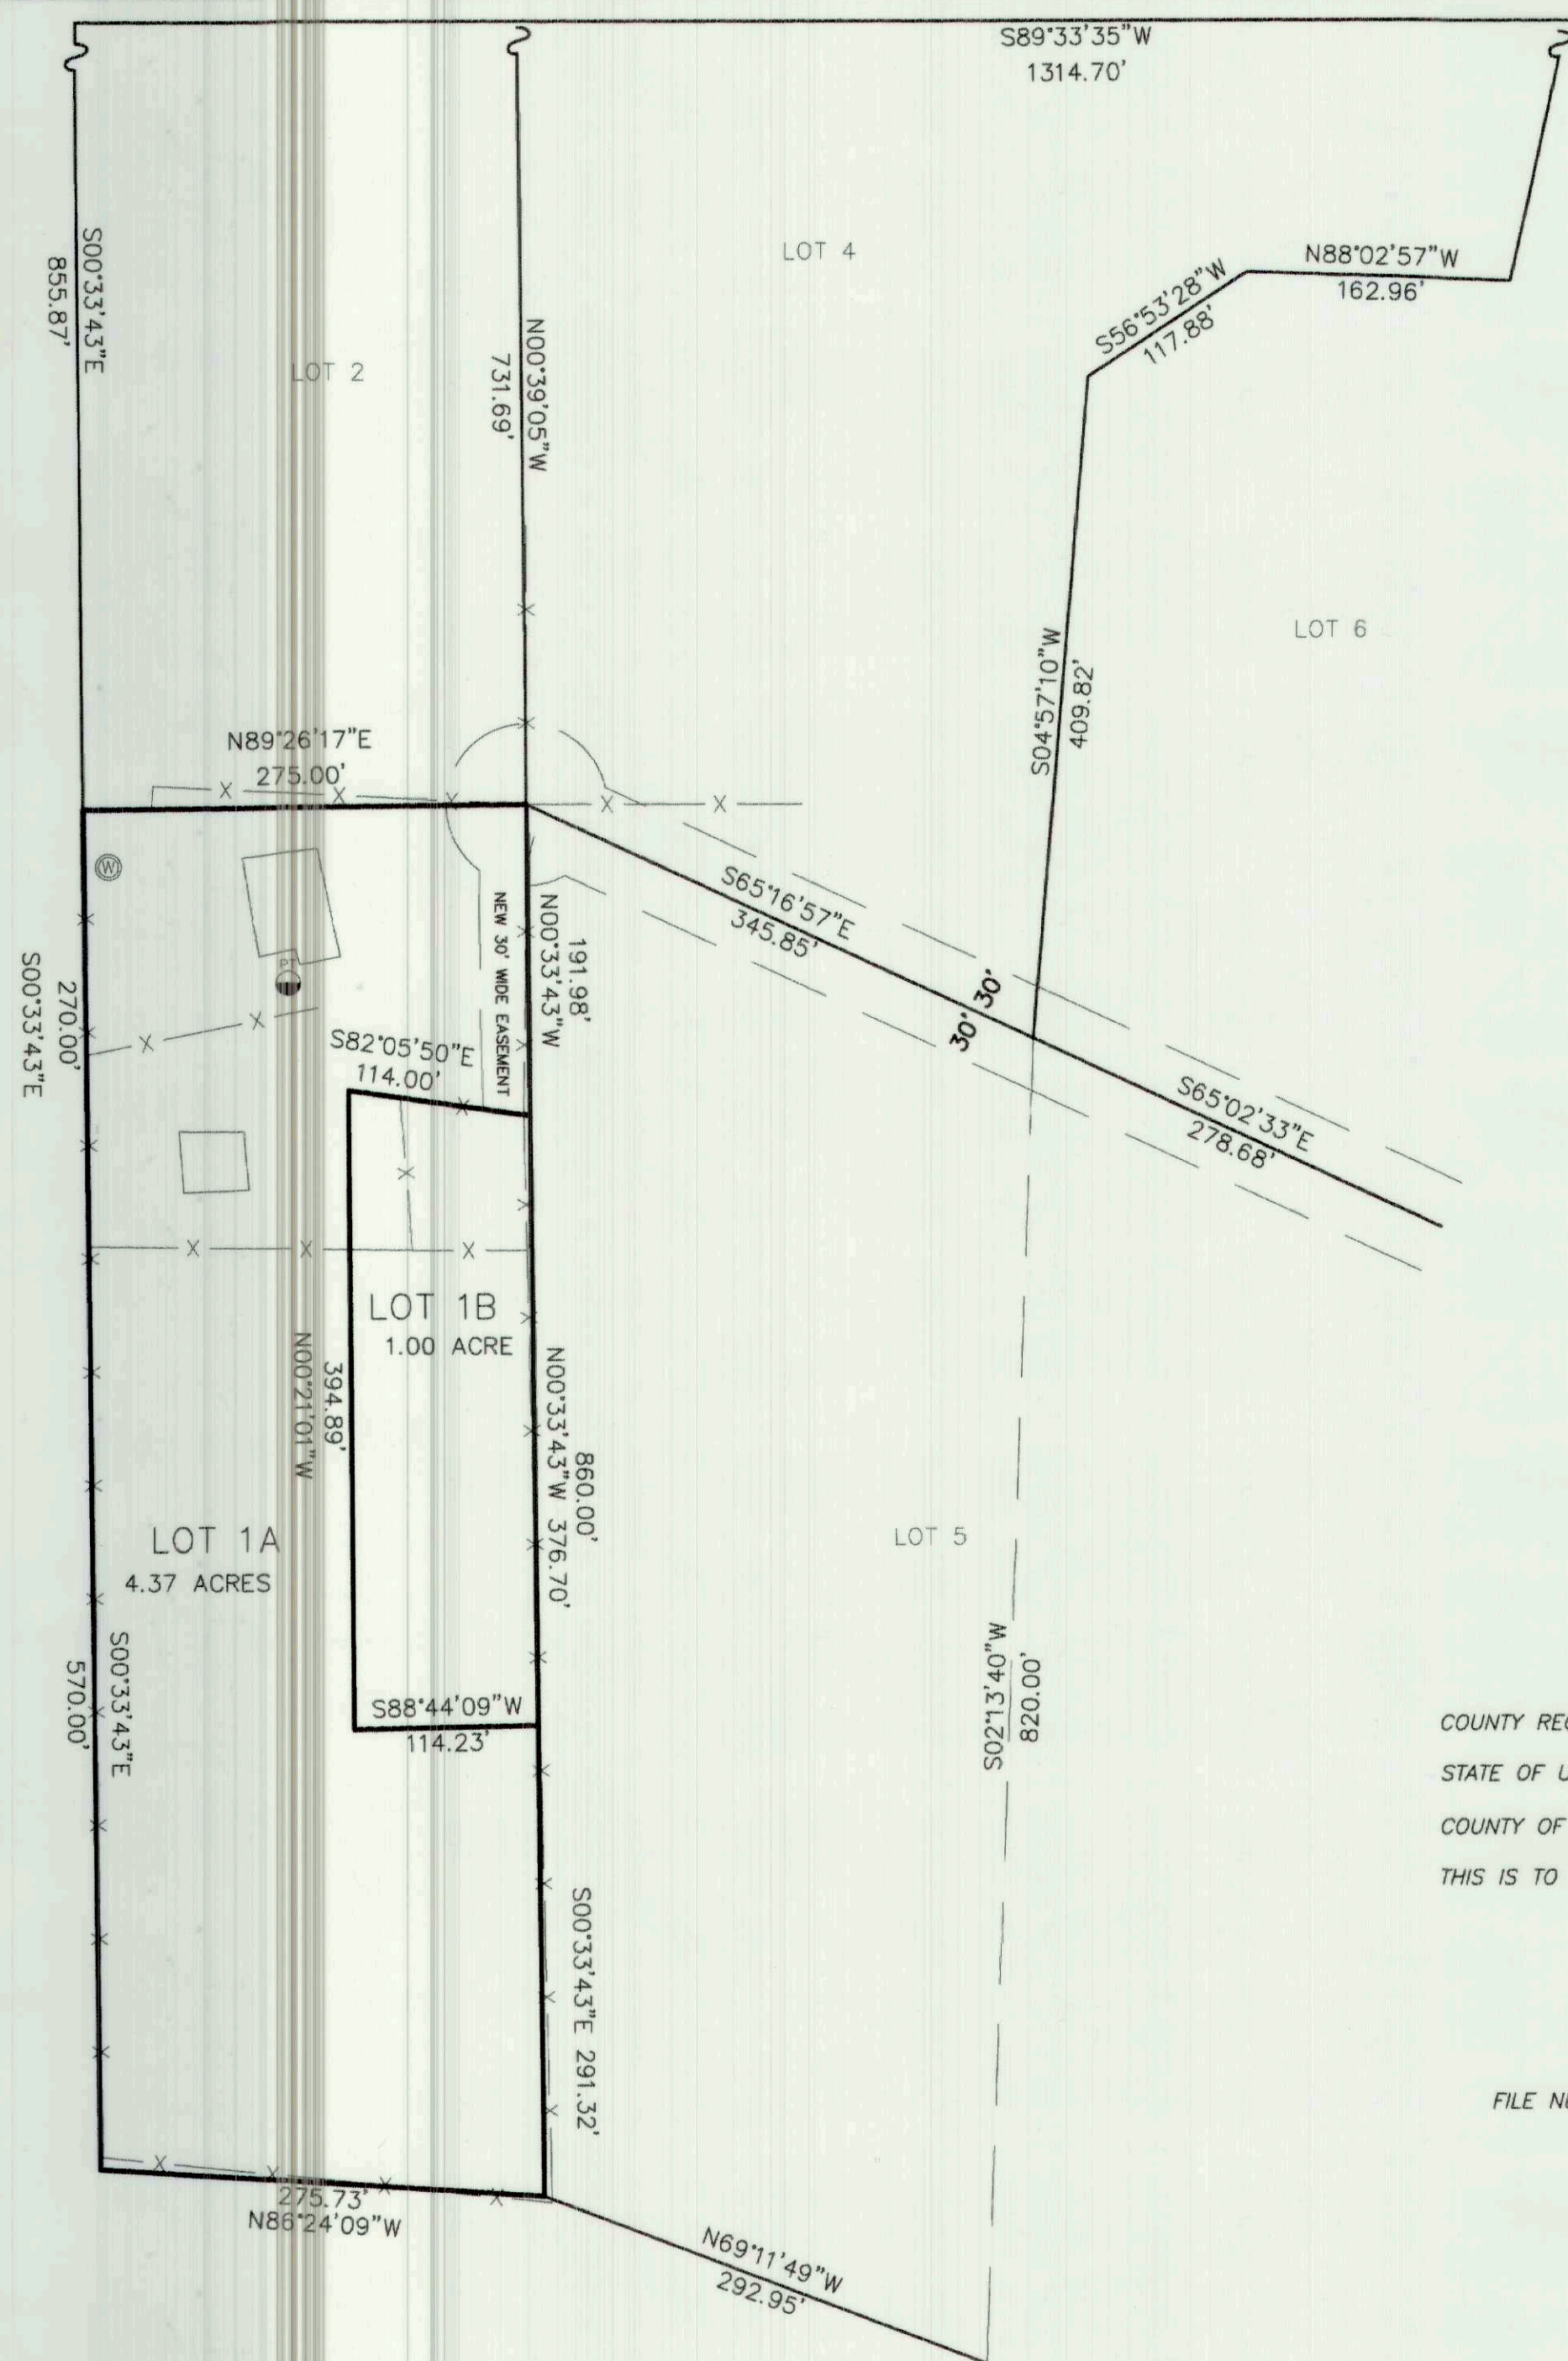 S89°33'35"W
1314.70'
LOT 4
N88°02'57"W
162.96'
S56°53'28"W
117.88'
S00°33'43"E
855.87'
LOT 2
N00°39'05"W
731.69'
LOT 6
S04°57'10"W
409.82'
N89°26'17"E
275.00'
W
S65°16'57"E
345.85'
NEW 30' WIDE EASEMENT
191.98'
N00°33'43"W
30'
30'
S00°33'43"E
270.00'
S82°05'50"E
114.00'
S65°02'33"E
278.68'
LOT 1B
1.00 ACRE
394.89'
N00°21'01"W
860.00'
N00°33'43"W 376.70'
LOT 1A
4.37 ACRES
LOT 5
S00°33'43"E
570.00'
S88°44'09"W
114.23'
S02°13'40"W
820.00'
COUNTY REC
STATE OF U
COUNTY OF
THIS IS TO
S00°33'43"E 291.32'
FILE NU
275.73'
N86°24'09"W
N69°11'49"W
292.95'